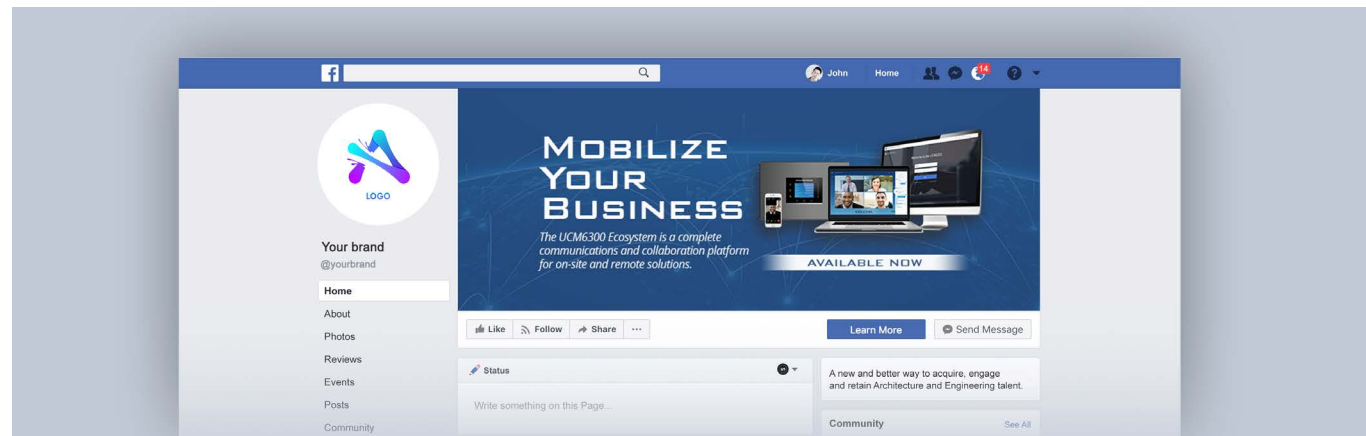 f
John
Home
14
?
LOGO
Your brand
@yourbrand
Home
About
Photos
Reviews
Events
Posts
Community
MOBILIZE
YOUR
BUSINESS
The UCM6300 Ecosystem is a complete
communications and collaboration platform
for on-site and remote solutions.
AVAILABLE NOW
Like
Follow
Share
...
Learn More
Send Message
Status
Write something on this Page...
A new and better way to acquire, engage
and retain Architecture and Engineering talent.
Community
See All